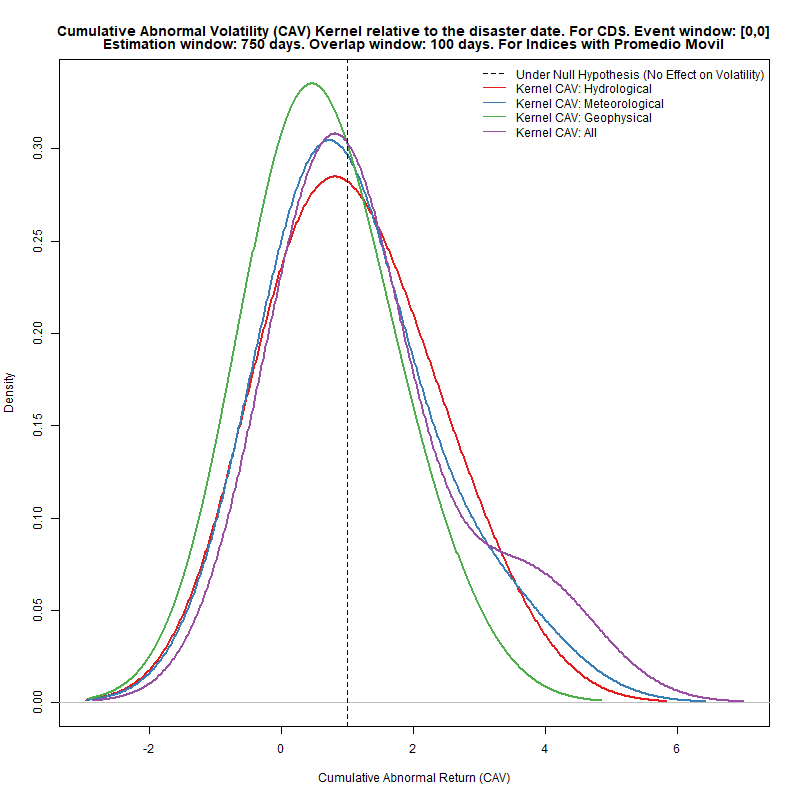 Cumulative Abnormal Volatility (CAV) Kernel relative to the disaster date. For CDS. Event window: [0,0]
Estimation window: 750 days. Overlap window: 100 days. For Indices with Promedio Movil
Under Null Hypothesis (No Effect on Volatility)
Kernel CAV: Hydrological
Kernel CAV: Meteorological
Kernel CAV: Geophysical
Kernel CAV: All
Density
0.30
0.25
0.20
0.15
0.10
0.05
0.00
-2 0 2 4 6
Cumulative Abnormal Return (CAV)